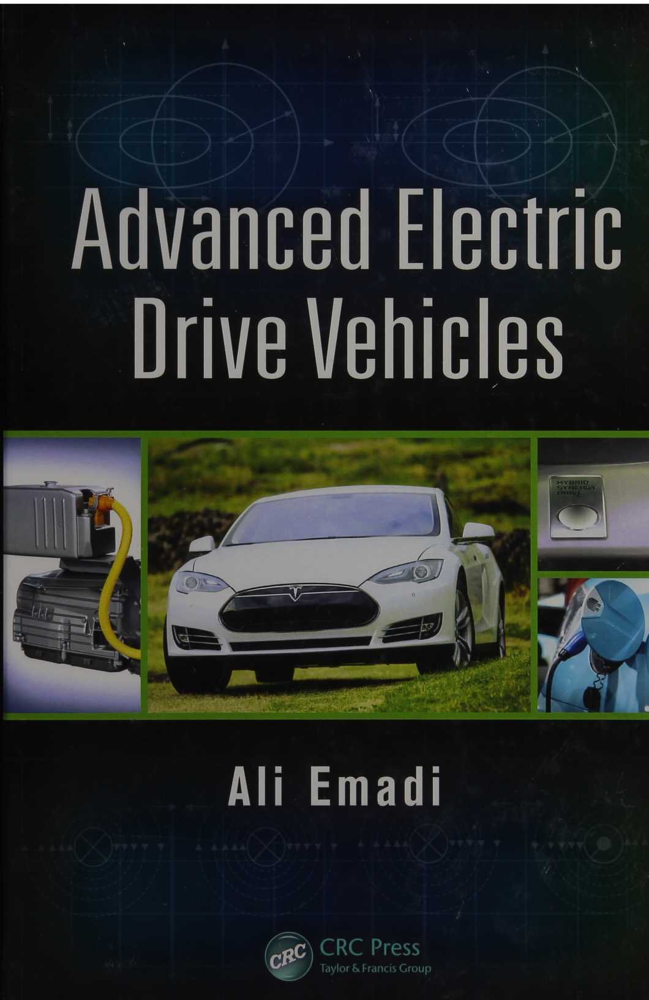 Advanced Electric
Drive Vehicles
HYBRID
SYNERGY
DRIVE
Ali Emadi
CRC
CRC Press
Taylor & Francis Group